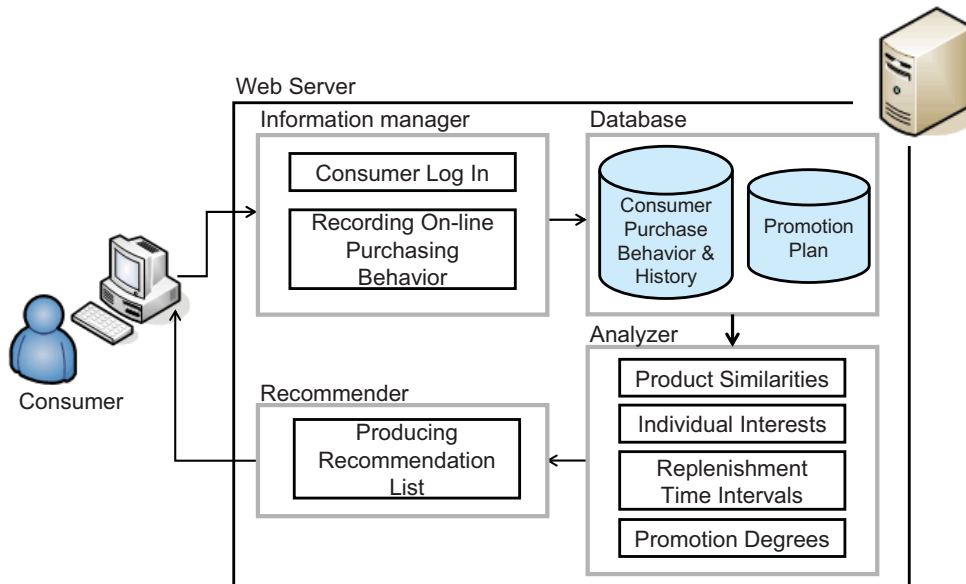 Web Server
Information manager
Consumer Log In
Recording On-line
Purchasing
Behavior
Database
Consumer
Purchase
Behavior &
History
Promotion
Plan
Analyzer
Product Similarities
Individual Interests
Replenishment
Time Intervals
Promotion Degrees
Recommender
Producing
Recommendation
List
Consumer